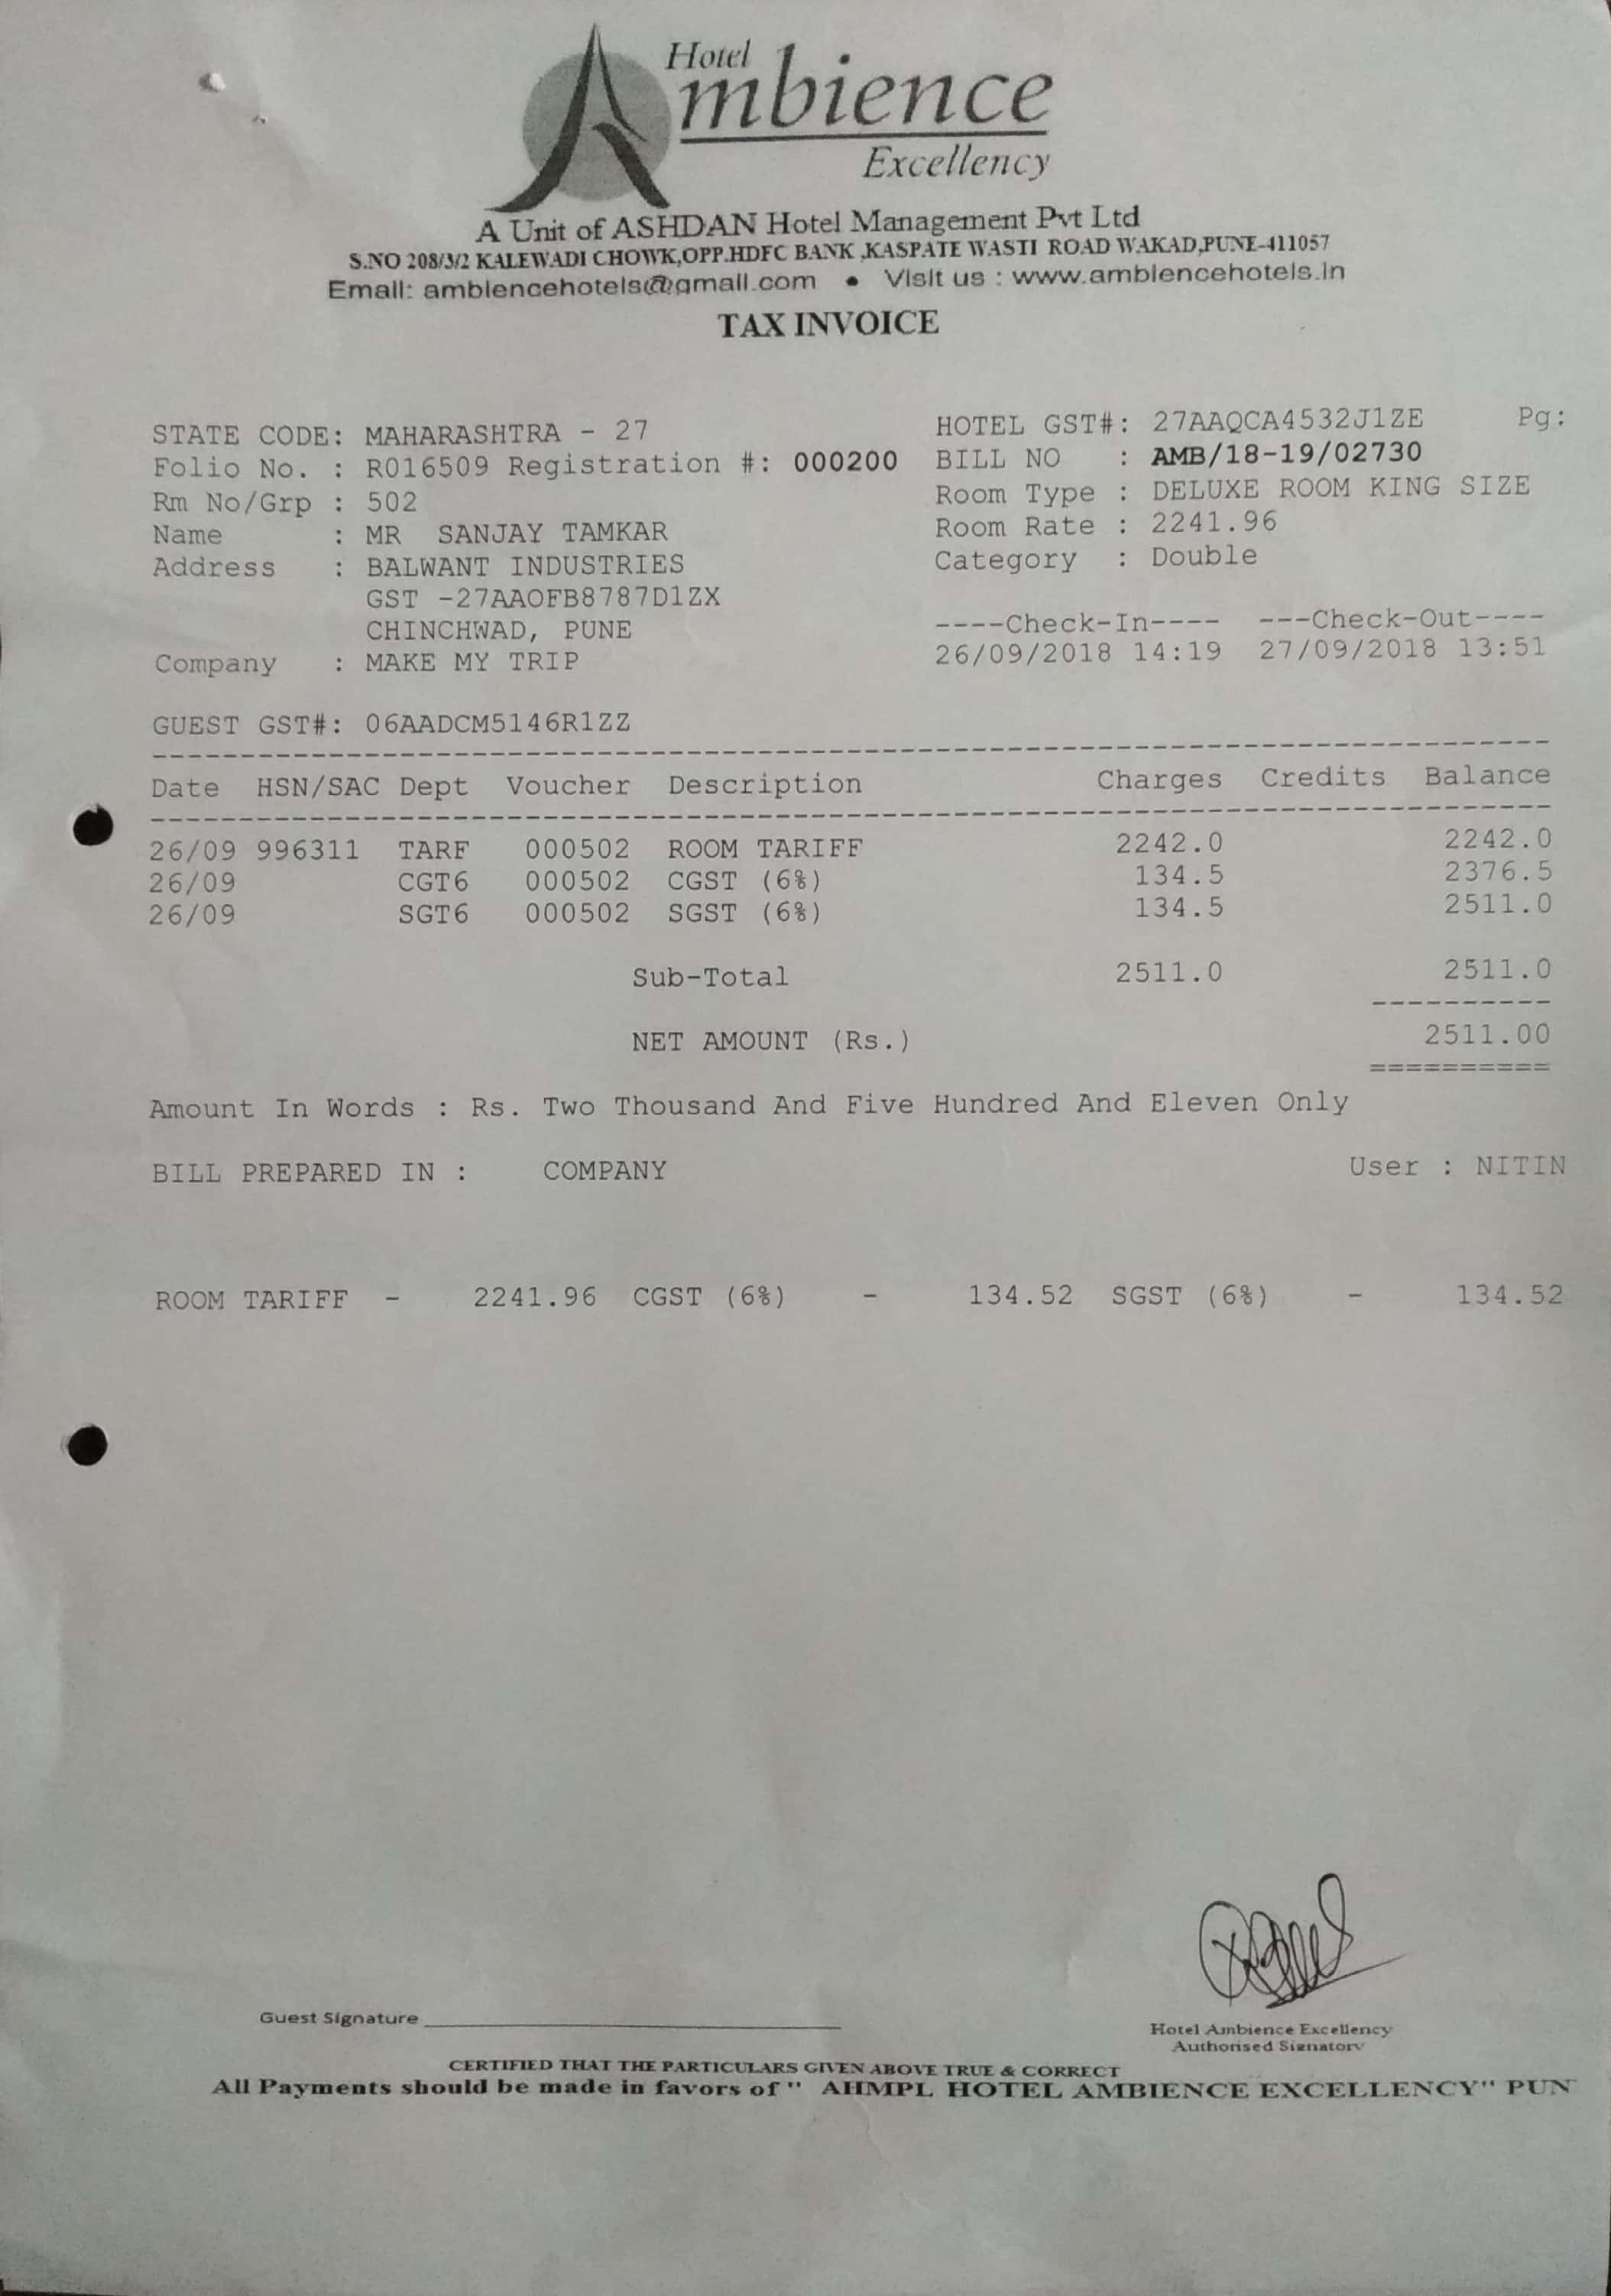 Hotel
Ambience
Excellency
A Unit of ASHDAN Hotel Management Pvt Ltd
S.NO 208/3/2 KALEWADI CHOWK,OPP.HDFC BANK ,KASPATE WASTI ROAD WAKAD,PUNE-411057
Email: ambiencehotels@gmail.com • Visit us : www.ambiencehotels.in
TAX INVOICE
STATE CODE: MAHARASHTRA - 27 HOTEL GST#: 27AAQCA4532J1ZE Pg:
Folio No. : R016509 Registration #: 000200 BILL NO : AMB/18-19/02730
Rm No/Grp : 502 Room Type : DELUXE ROOM KING SIZE
Name : MR SANJAY TAMKAR Room Rate : 2241.96
Address : BALWANT INDUSTRIES Category : Double
GST -27AAOFB8787D1ZX
CHINCHWAD, PUNE ----Check-In---- ---Check-Out----
Company : MAKE MY TRIP 26/09/2018 14:19 27/09/2018 13:51
GUEST GST#: 06AADCM5146R1ZZ
Date HSN/SAC Dept Voucher Description Charges Credits Balance
26/09 996311 TARF 000502 ROOM TARIFF 2242.0 2242.0
26/09 CGT6 000502 CGST (6%) 134.5 2376.5
26/09 SGT6 000502 SGST (6%) 134.5 2511.0
Sub-Total 2511.0 2511.0
NET AMOUNT (Rs.) 2511.00
Amount In Words : Rs. Two Thousand And Five Hundred And Eleven Only
BILL PREPARED IN : COMPANY User : NITIN
ROOM TARIFF - 2241.96 CGST (6%) - 134.52 SGST (6%) - 134.52
Guest Signature
Hotel Ambience Excellency
Authorised Signatory
CERTIFIED THAT THE PARTICULARS GIVEN ABOVE TRUE & CORRECT
All Payments should be made in favors of " AHMPL HOTEL AMBIENCE EXCELLENCY" PUN